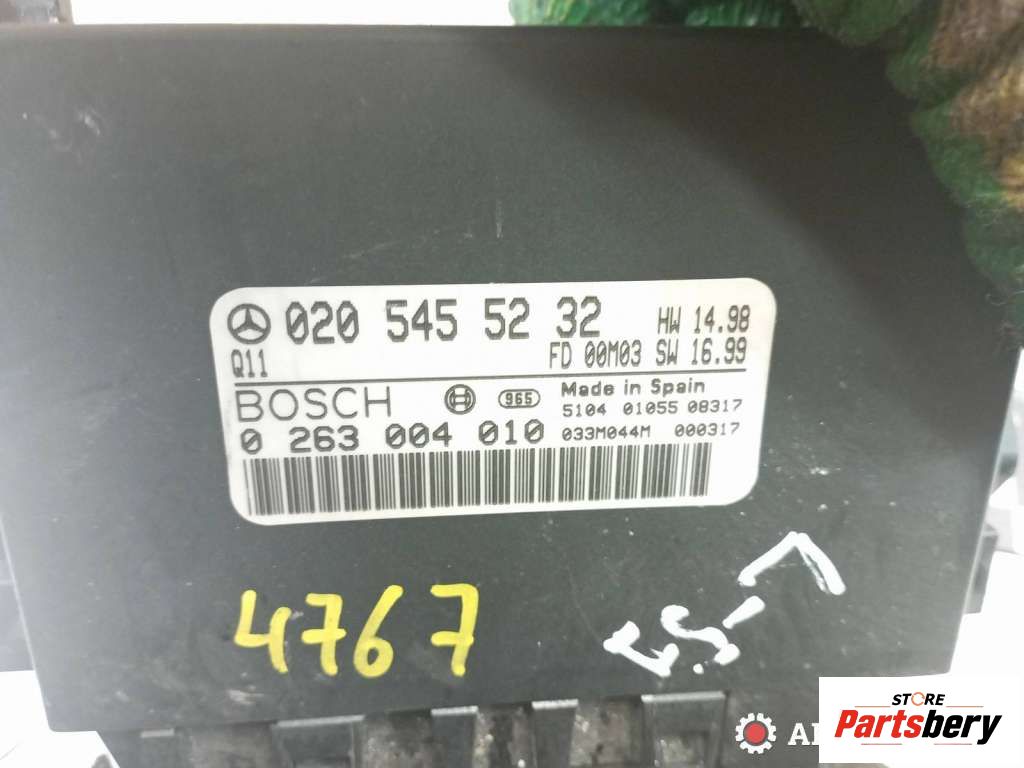 020 545 52 32 HW 14.98
Q11 FD 00M03 SW 16.99
BOSCH 965 Made in Spain
5104 01055 08317
0 263 004 010 033M044M 000317
4767
STORE
Partsbery